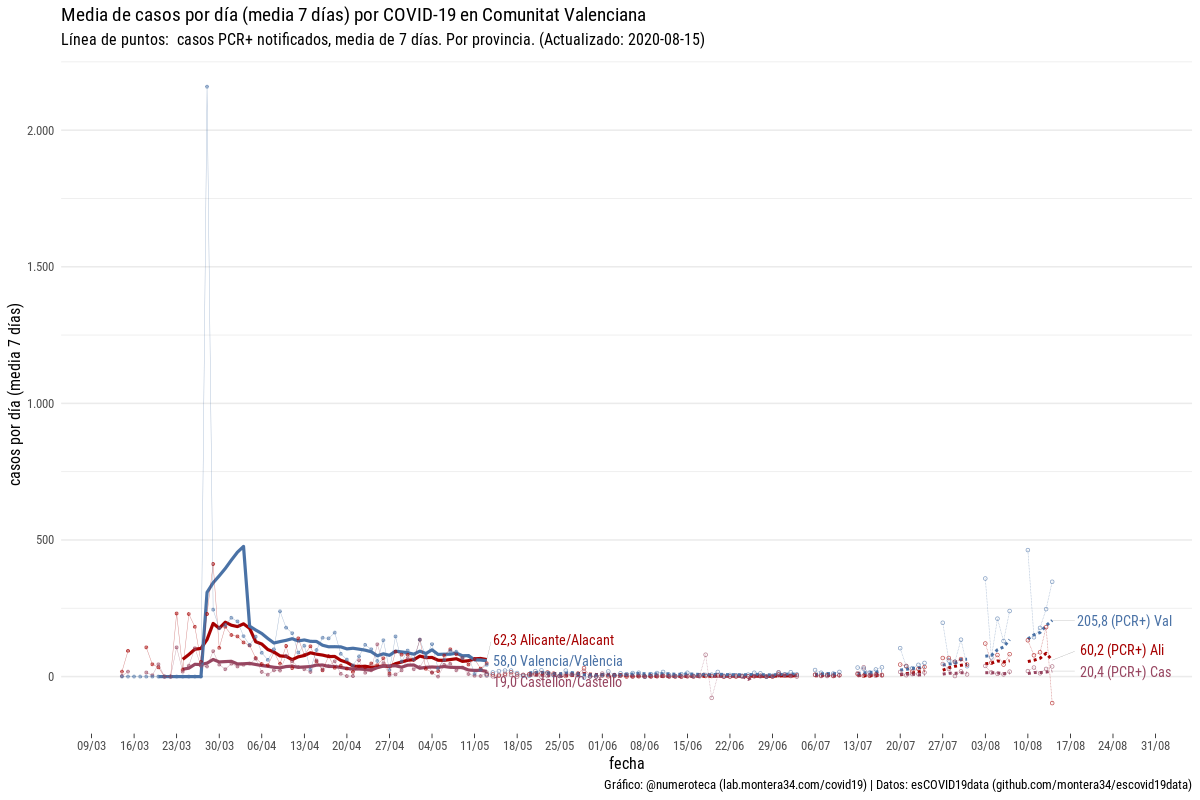 Media de casos por día (media 7 días) por COVID-19 en Comunitat Valenciana
Línea de puntos:  casos PCR+ notificados, media de 7 días. Por provincia. (Actualizado: 2020-08-15)
casos por día (media 7 días)
2.000
1.500
1.000
500
0
62,3 Alicante/Alacant
58,0 Valencia/València
19,0 Castellón/Castelló
205,8 (PCR+) Val
60,2 (PCR+) Ali
20,4 (PCR+) Cas
09/03 16/03 23/03 30/03 06/04 13/04 20/04 27/04 04/05 11/05 18/05 25/05 01/06 08/06 15/06 22/06 29/06 06/07 13/07 20/07 27/07 03/08 10/08 17/08 24/08 31/08
fecha
Gráfico: @numeroteca (lab.montera34.com/covid19) | Datos: esCOVID19data (github.com/montera34/escovid19data)